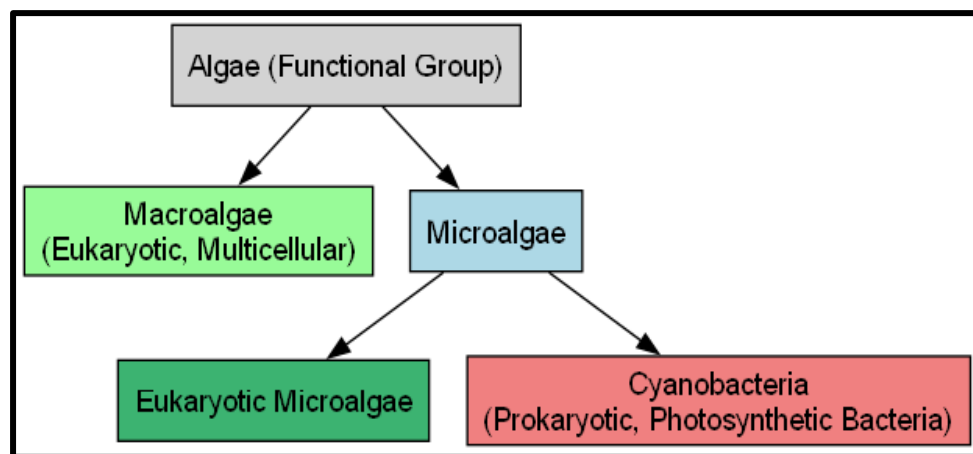 Algae (Functional Group)
Macroalgae
(Eukaryotic, Multicellular)
Microalgae
Eukaryotic Microalgae
Cyanobacteria
(Prokaryotic, Photosynthetic Bacteria)